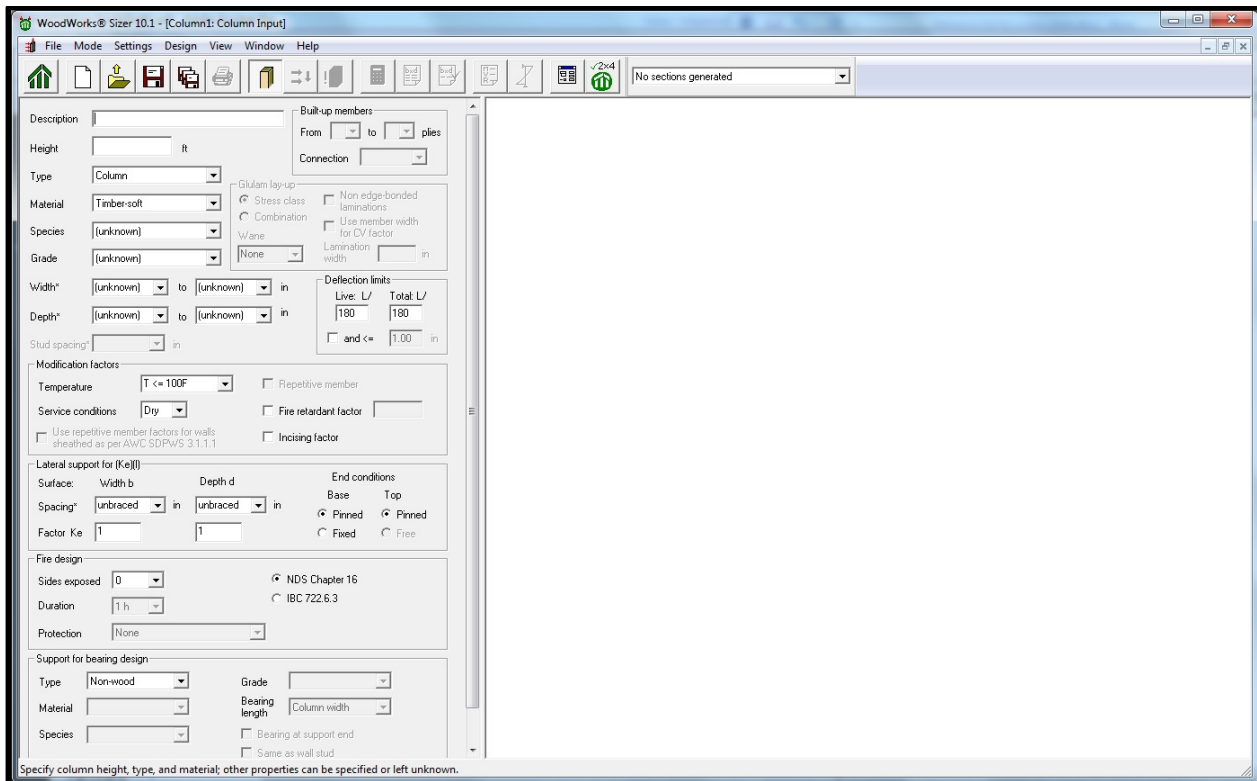 WoodWorks® Sizer 10.1 - [Column1: Column Input]
File Mode Settings Design View Window Help
✓2x4
No sections generated
Description
Built-up members
From to plies
Height ft
Connection
Type Column
Glulam lay-up
Material Timber-soft
Stress class
Non edge-bonded laminations
Combination
Use member width for CV factor
Species (unknown)
Wane
Lamination width in
Grade (unknown)
None
Width* (unknown) to (unknown) in
Deflection limits
Live: L/ Total: L/
180 180
Depth* (unknown) to (unknown) in
and <= 1.00 in
Stud spacing* in
Modification factors
Temperature T <= 100F
Repetitive member
Service conditions Dry
Fire retardant factor
Use repetitive member factors for walls
sheathed as per AWC SDPWS 3.1.1.1
Incising factor
Lateral support for (Ke)(l)
Surface: Width b Depth d
End conditions
Base Top
Spacing* unbraced in unbraced in
Pinned Pinned
Factor Ke 1 1
Fixed Free
Fire design
Sides exposed 0
NDS Chapter 16
Duration 1 h
IBC 722.6.3
Protection None
Support for bearing design
Type Non-wood
Grade
Material
Bearing length Column width
Species
Bearing at support end
Same as wall stud
Specify column height, type, and material; other properties can be specified or left unknown.